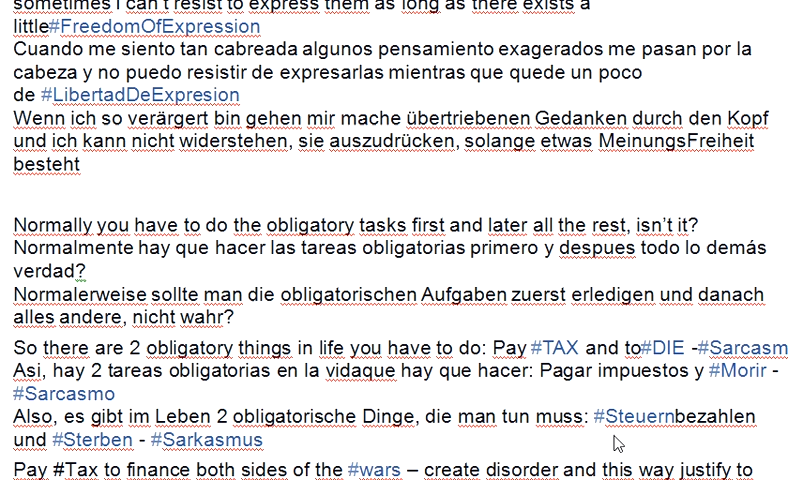 sometimes I can't resist to express them as long as there exists a
little#FreedomOfExpression
Cuando me siento tan cabreada algunos pensamiento exagerados me pasan por la
cabeza y no puedo resistir de expresarlas mientras que quede un poco
de #LibertadDeExpresion
Wenn ich so verärgert bin gehen mir mache übertriebenen Gedanken durch den Kopf
und ich kann nicht widerstehen, sie auszudrücken, solange etwas MeinungsFreiheit
besteht
Normally you have to do the obligatory tasks first and later all the rest, isn't it?
Normalmente hay que hacer las tareas obligatorias primero y despues todo lo demás
verdad?
Normalerweise sollte man die obligatorischen Aufgaben zuerst erledigen und danach
alles andere, nicht wahr?
So there are 2 obligatory things in life you have to do: Pay #TAX and to#DIE -#Sarcasm
Asi, hay 2 tareas obligatorias en la vidaque hay que hacer: Pagar impuestos y #Morir -
#Sarcasmo
Also, es gibt im Leben 2 obligatorische Dinge, die man tun muss: #Steuernbezahlen
und #Sterben - #Sarkasmus
Pay #Tax to finance both sides of the #wars – create disorder and this way justify to